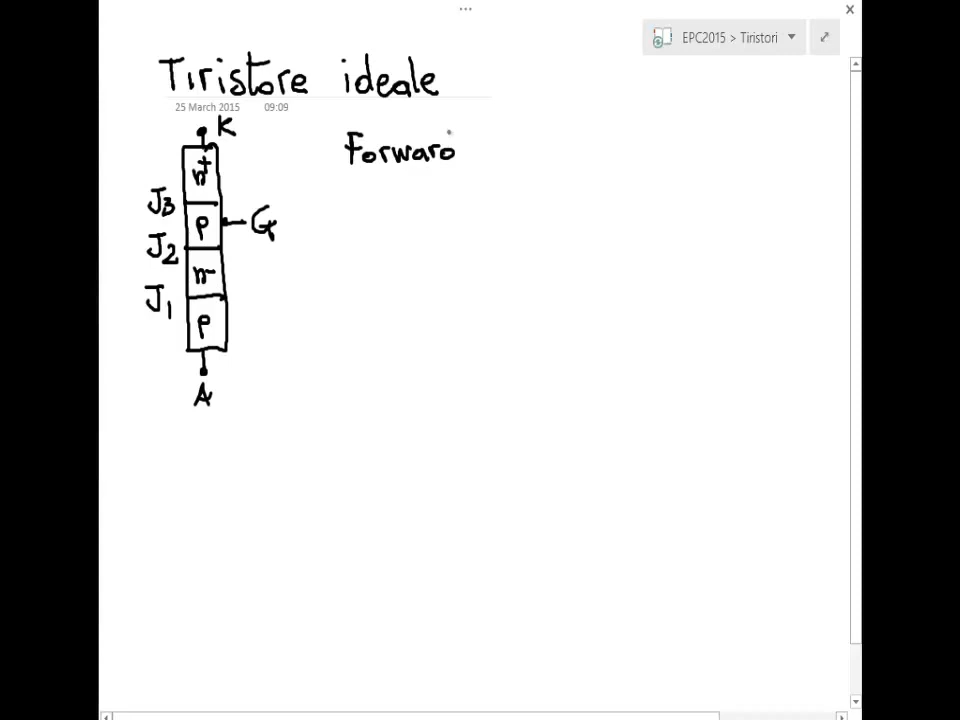 EPC2015 > Tiristori
Tiristore ideale
25 March 2015 09:09
K
Forwaro
n+
J3
p
G
J2
n-
J1
p
A